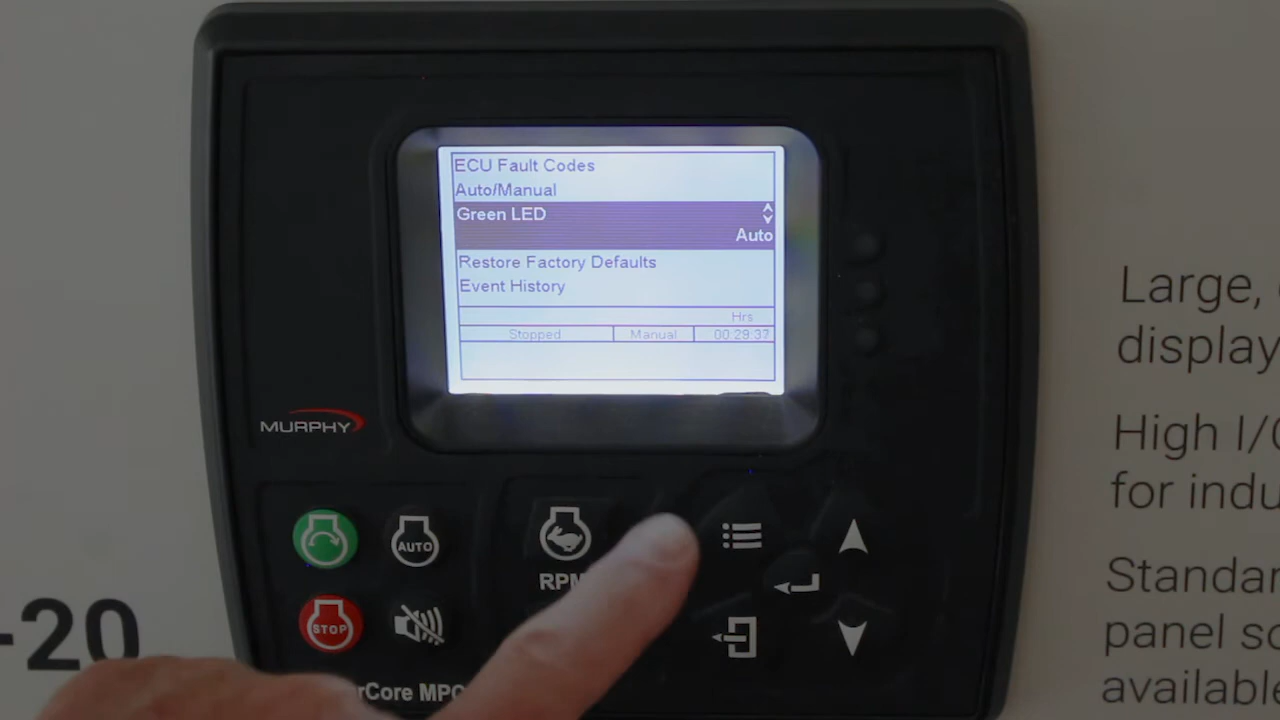 ECU Fault Codes
Auto/Manual
Green LED
Auto
Restore Factory Defaults
Event History
Hrs
Stopped Manual 00:29:37
MURPHY
AUTO
RPM
STOP
-20
Large,
display
High I/O
for indu
Standar
panel so
available